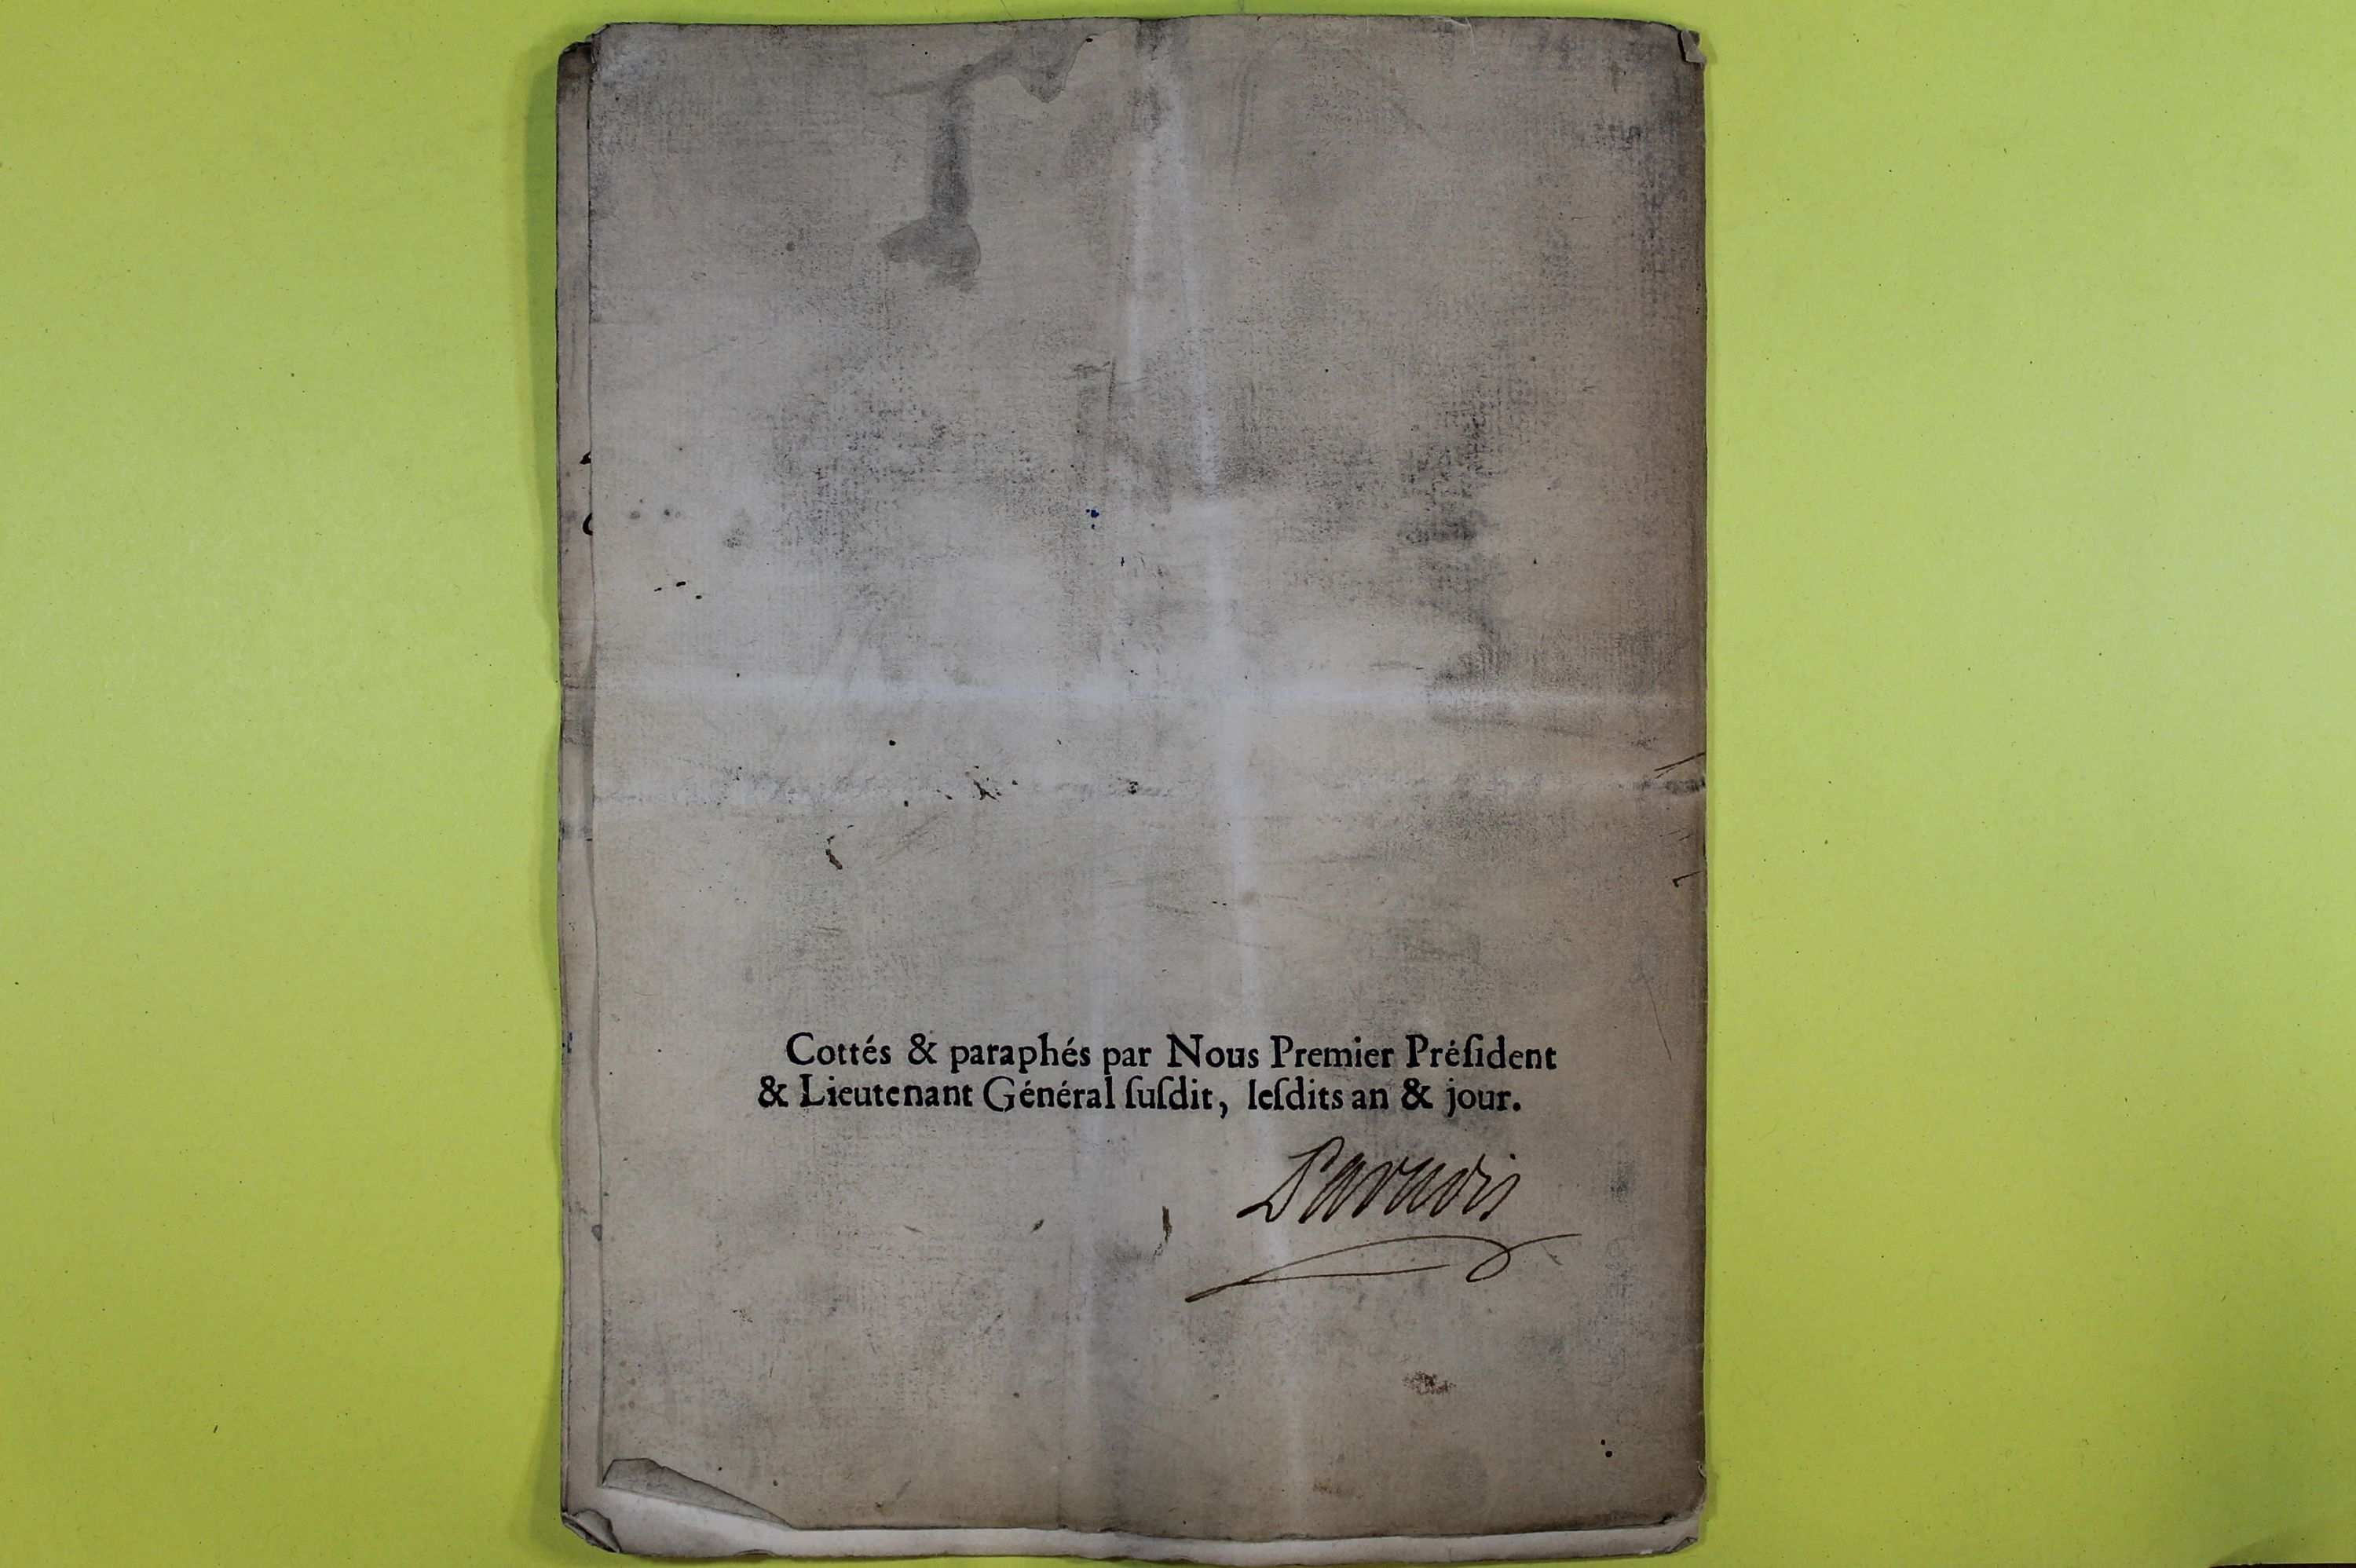 Cottés & paraphés par Nous Premier Préſident
& Lieutenant Général ſuſdit, leſdits an & jour.